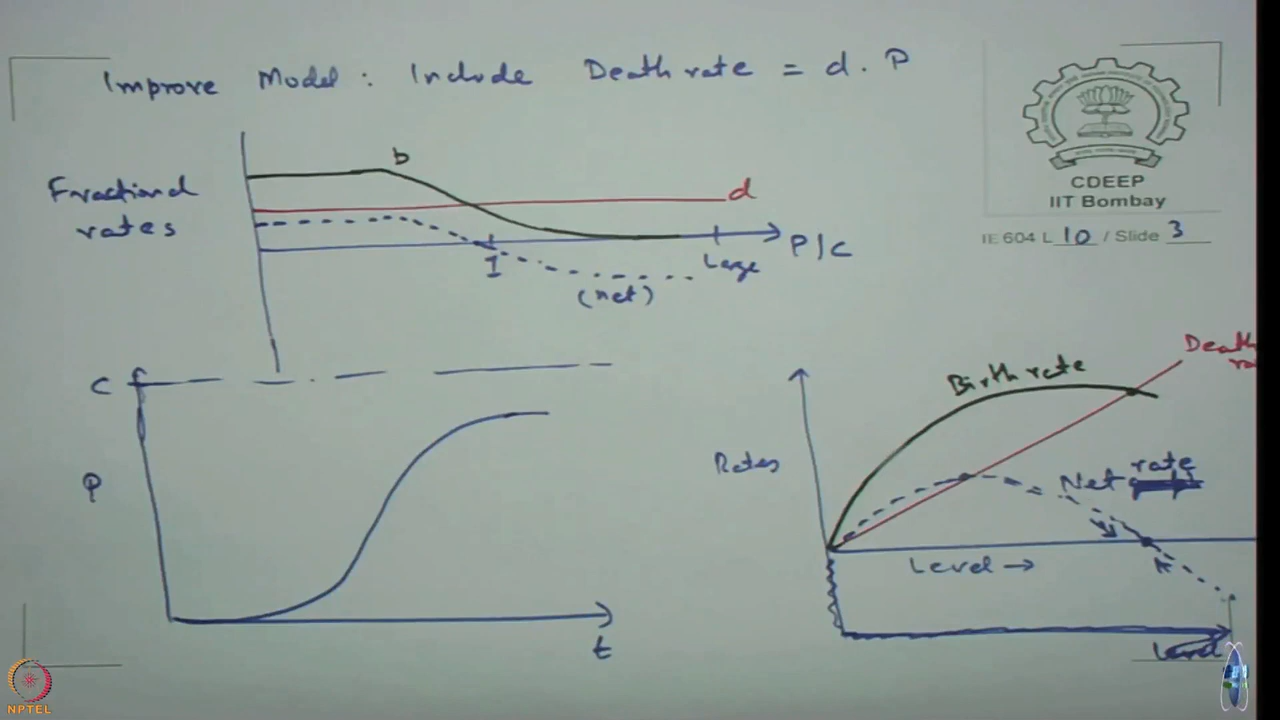 Improve Model : Include Death rate = d . P
CDEEP
IIT Bombay
IE 604 L 10 / Slide 3
Fractional
rates
b
d
P/C
1
Large
(net)
C
P
t
Birth rate
Death
Rates
Net rate
Level →
Level
NPTEL